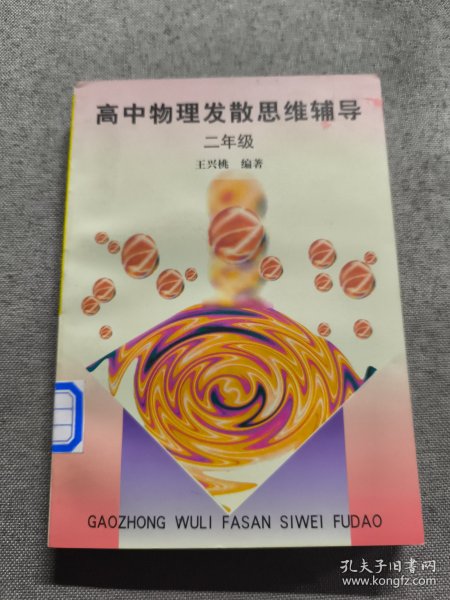 高中物理发散思维辅导
二年级
王兴桃 编著
GAOZHONG WULI FASAN SIWEI FUDAO
孔夫子旧书网
www.kongfz.com